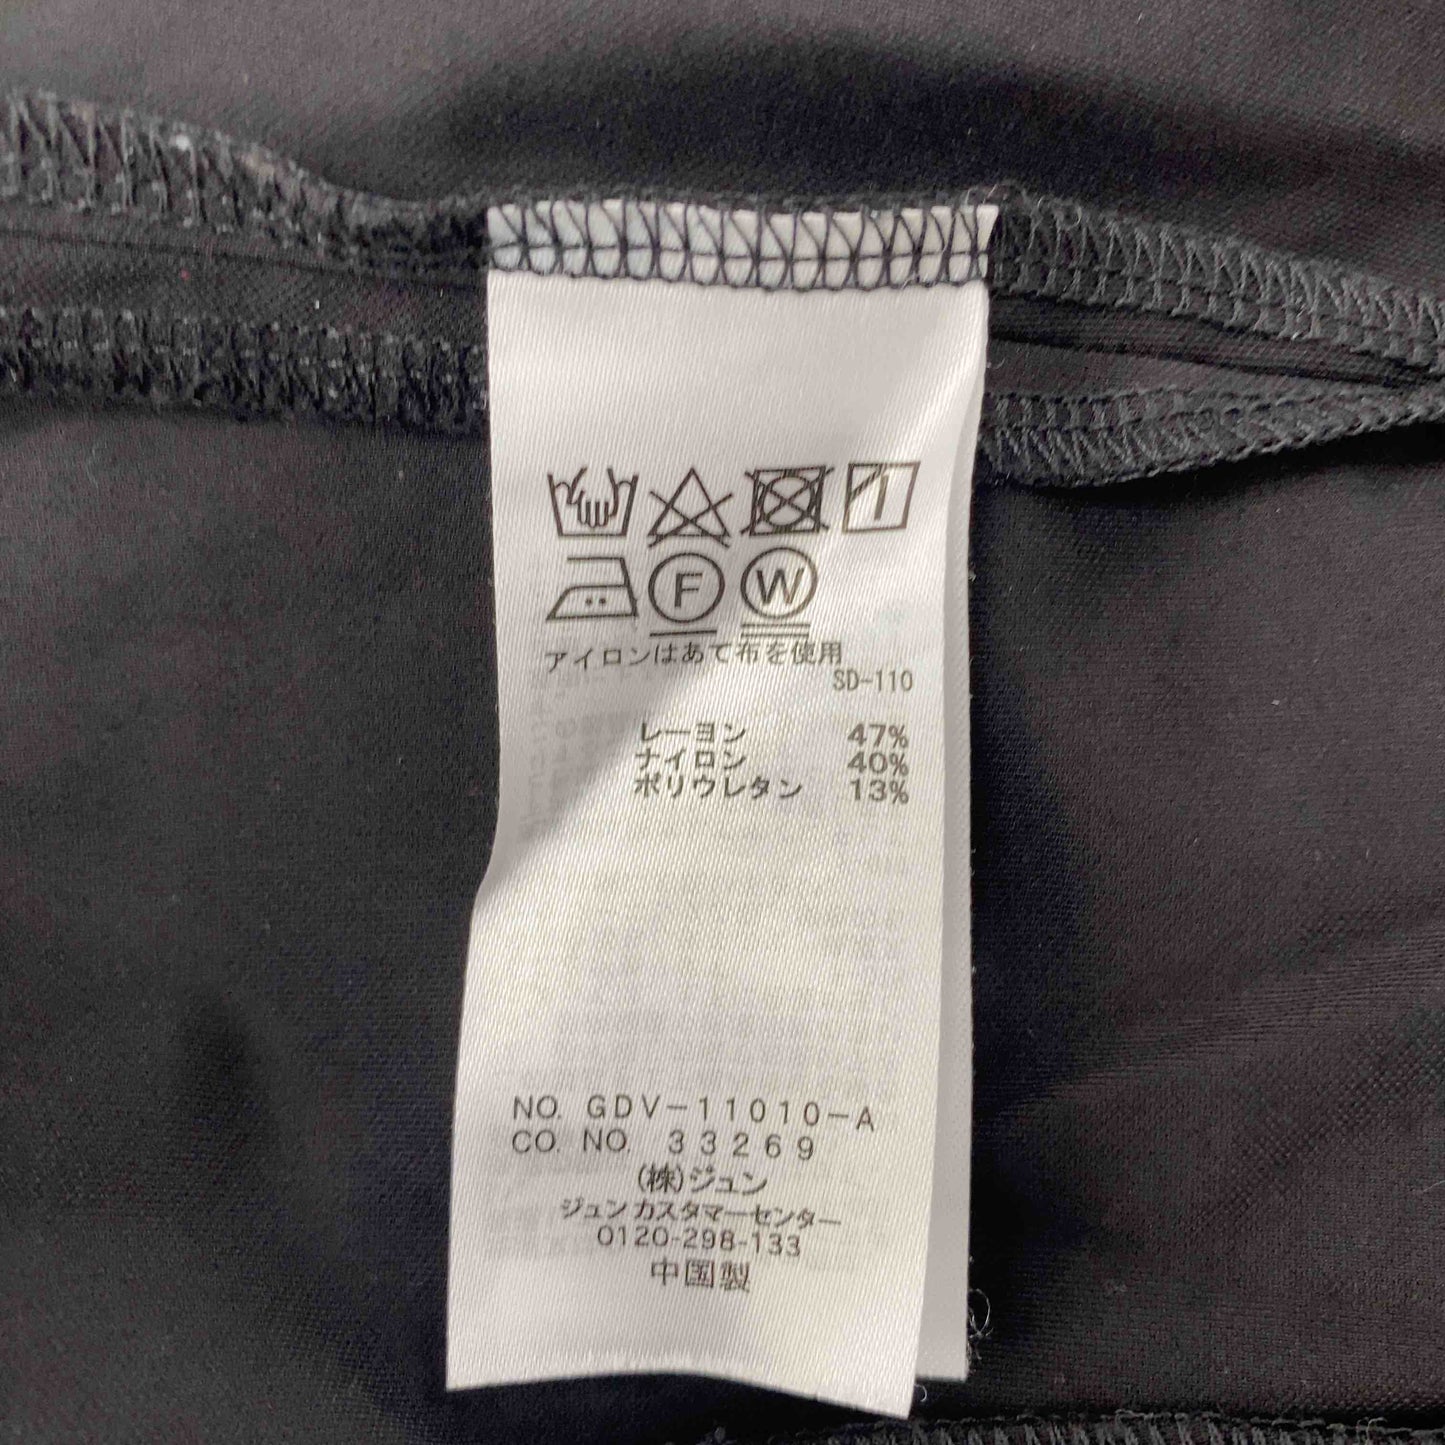 F W
アイロンはあて布を使用
SD-110
レーヨン 47%
ナイロン 40%
ポリウレタン 13%
NO. GDV-11010-A
CO. NO. 33269
(株)ジュン
ジュンカスタマーセンター
0120-298-133
中国製